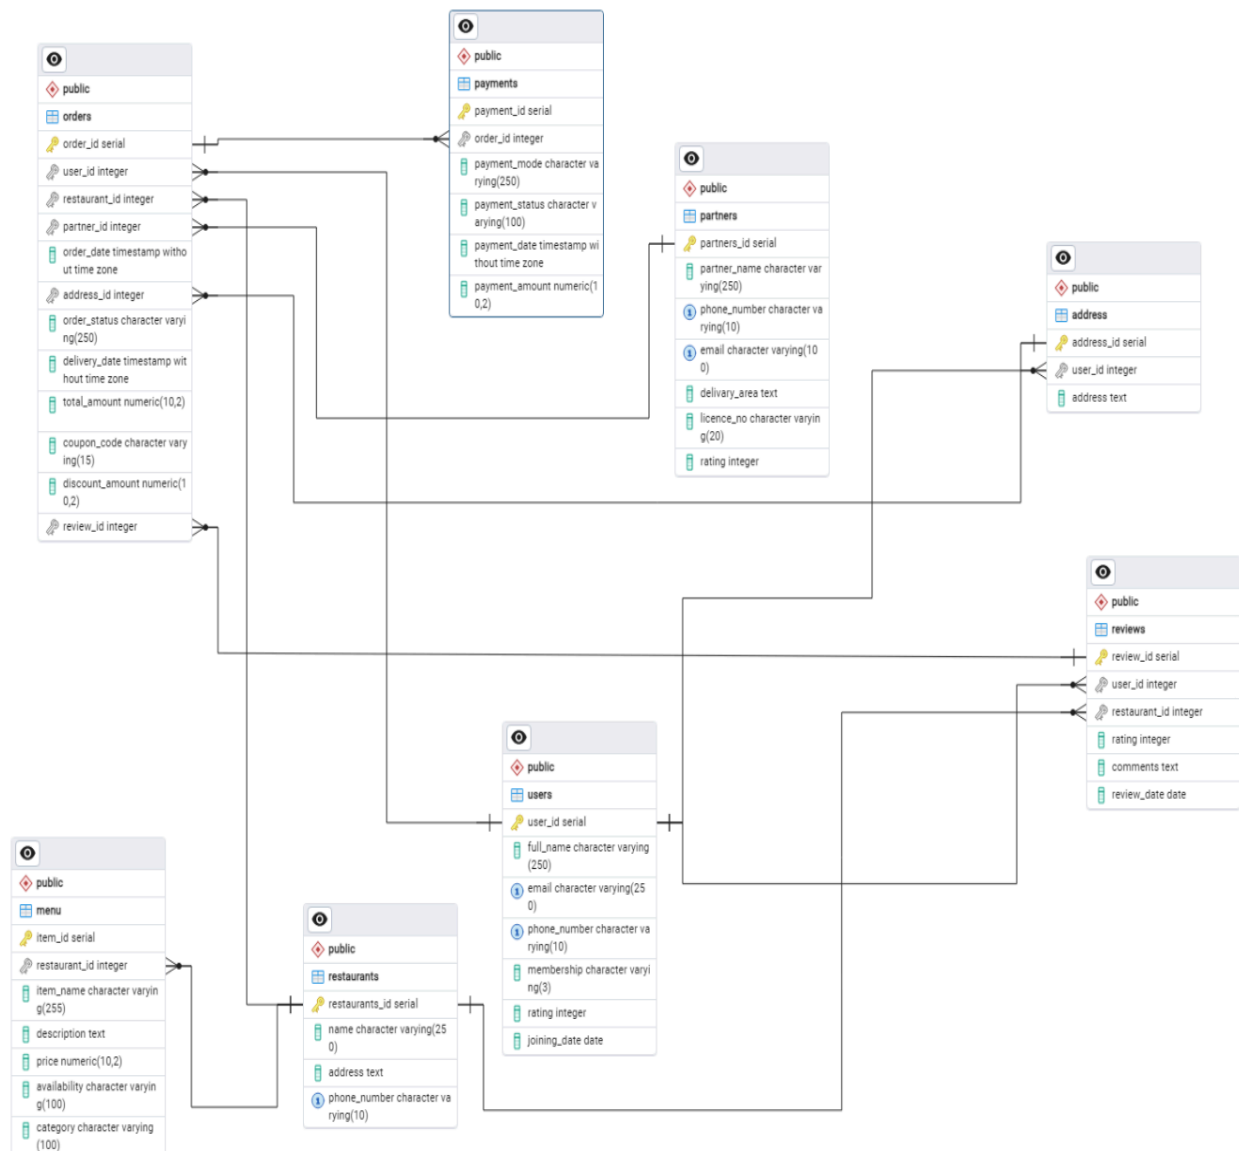 public
orders
order_id serial
user_id integer
restaurant_id integer
partner_id integer
order_date timestamp witho
ut time zone
address_id integer
order_status character varyi
ng(250)
delivery_date timestamp wit
hout time zone
total_amount numeric(10,2)
coupon_code character vary
ing(15)
discount_amount numeric(1
0,2)
review_id integer
public
payments
payment_id serial
order_id integer
payment_mode character va
rying(250)
payment_status character v
arying(100)
payment_date timestamp wi
thout time zone
payment_amount numeric(1
0,2)
public
partners
partners_id serial
partner_name character var
ying(250)
phone_number character va
rying(10)
email character varying(10
0)
delivary_area text
licence_no character varyin
g(20)
rating integer
public
address
address_id serial
user_id integer
address text
public
reviews
review_id serial
user_id integer
restaurant_id integer
rating integer
comments text
review_date date
public
users
user_id serial
full_name character varying
(250)
email character varying(25
0)
phone_number character va
rying(10)
membership character varyi
ng(3)
rating integer
joining_date date
public
menu
item_id serial
restaurant_id integer
item_name character varyin
g(255)
description text
price numeric(10,2)
availability character varyin
g(100)
category character varying
(100)
public
restaurants
restaurants_id serial
name character varying(25
0)
address text
phone_number character va
rying(10)